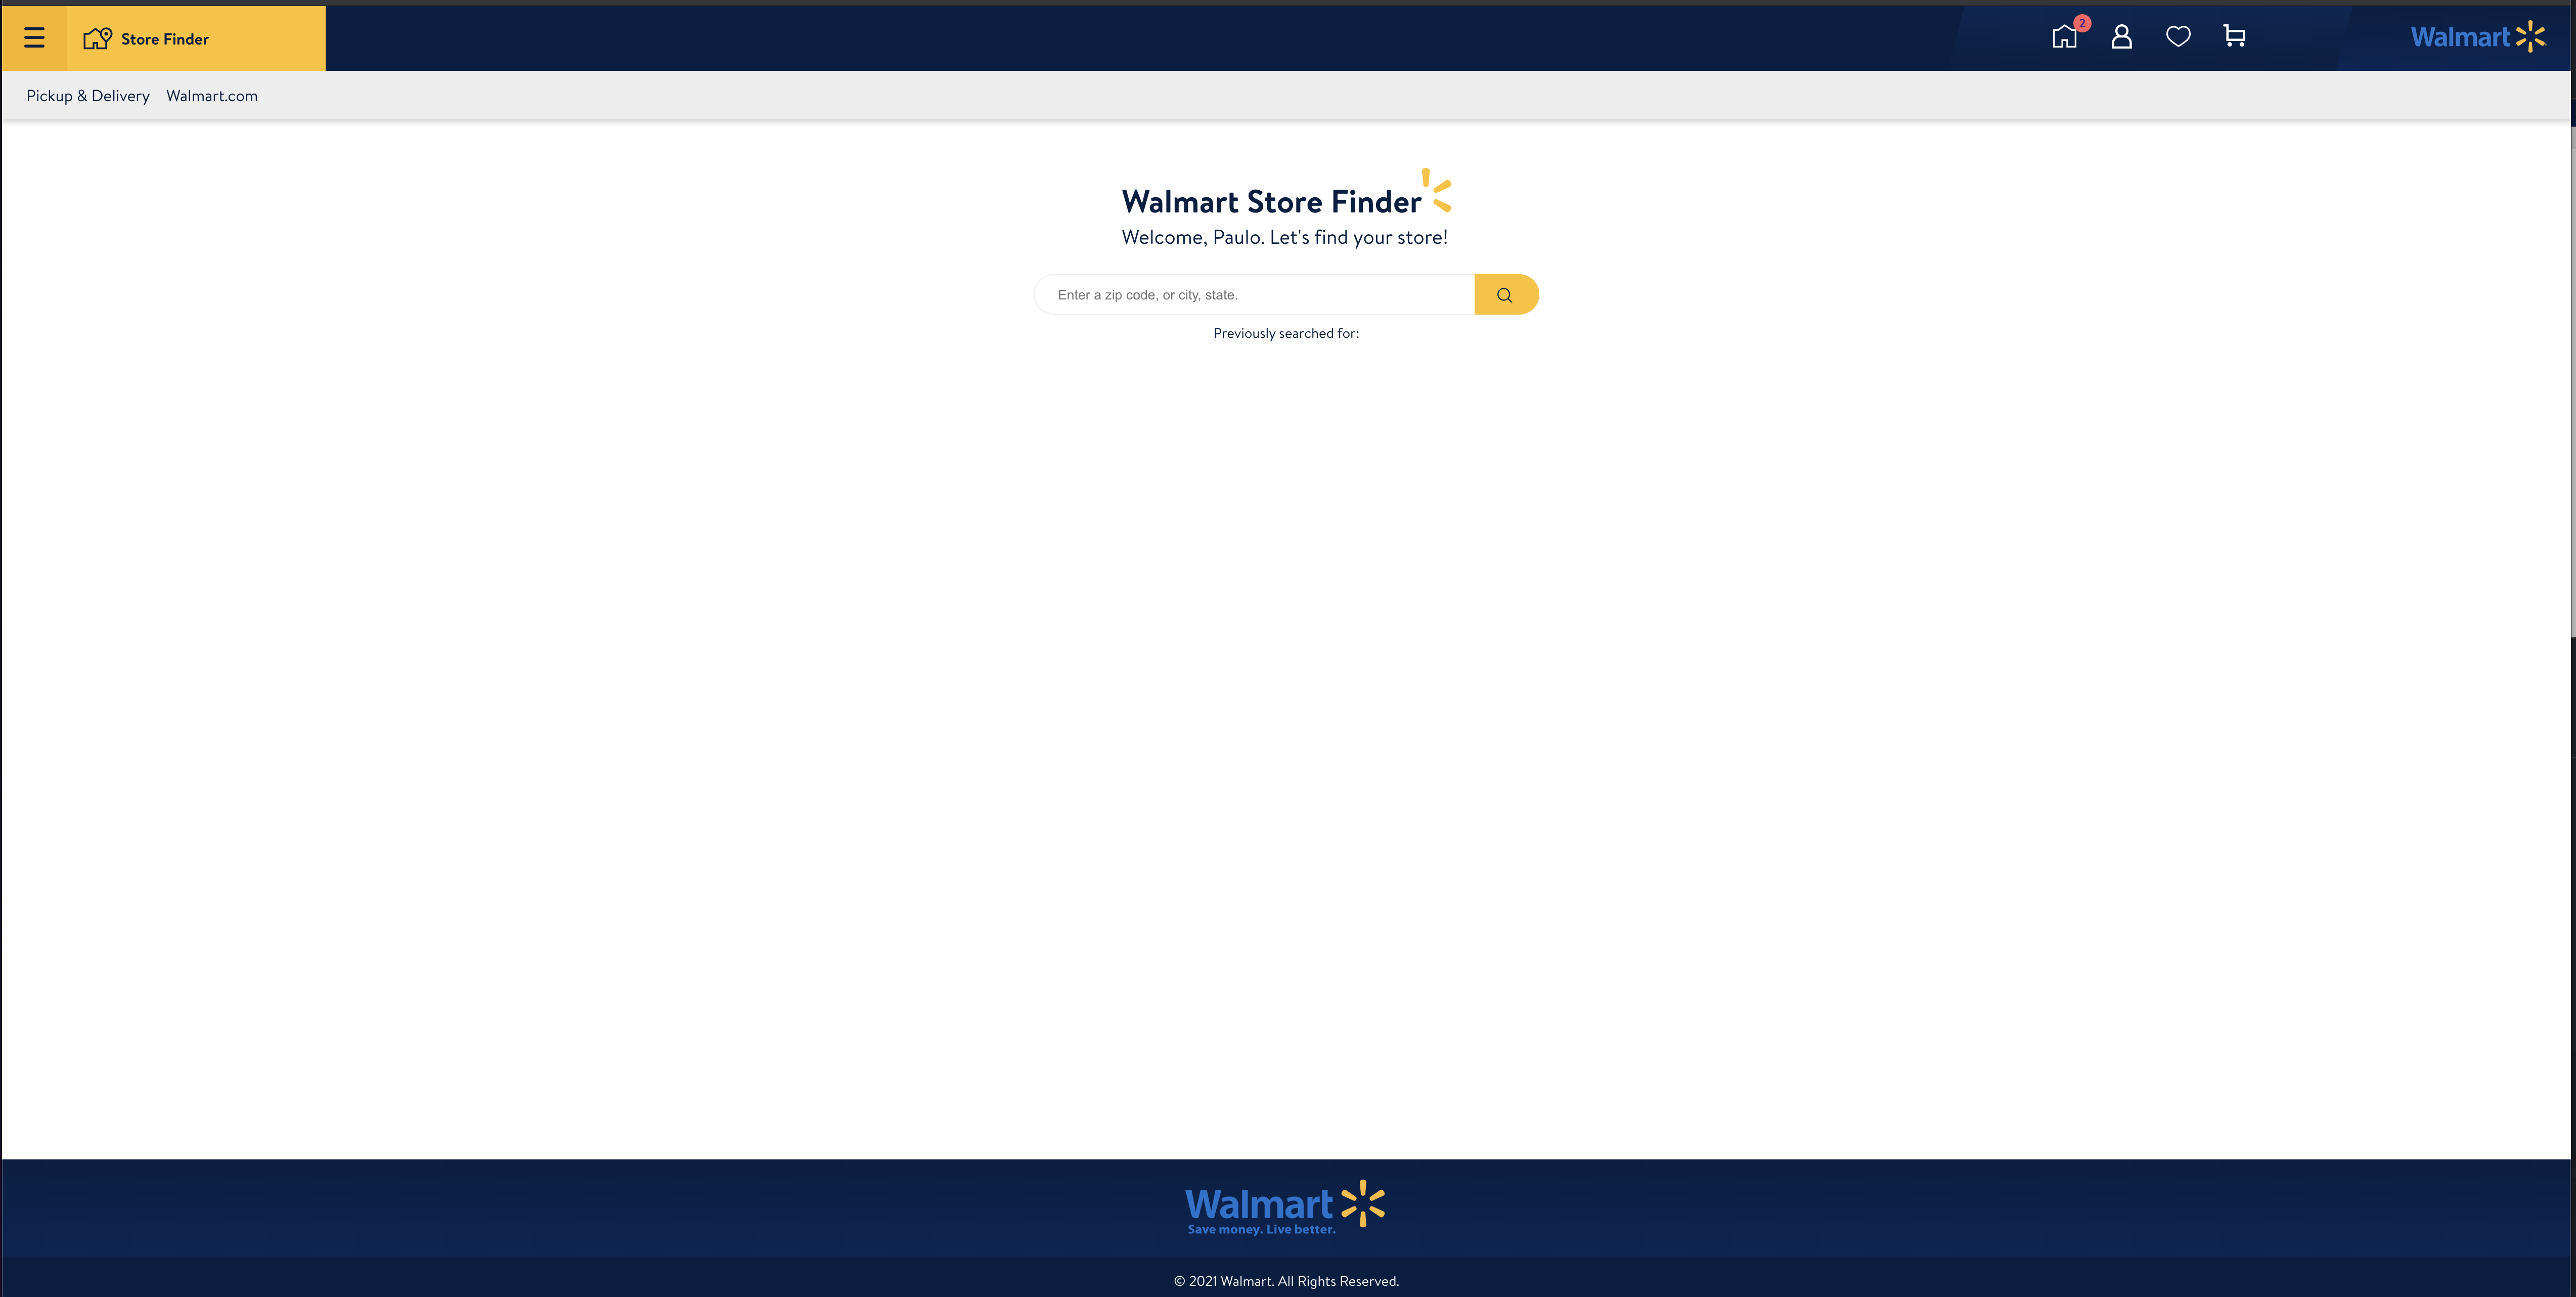 Store Finder
2
Walmart
Pickup & Delivery Walmart.com
Walmart Store Finder
Welcome, Paulo. Let's find your store!
Enter a zip code, or city, state.
Previously searched for:
Walmart
Save money. Live better.
© 2021 Walmart. All Rights Reserved.